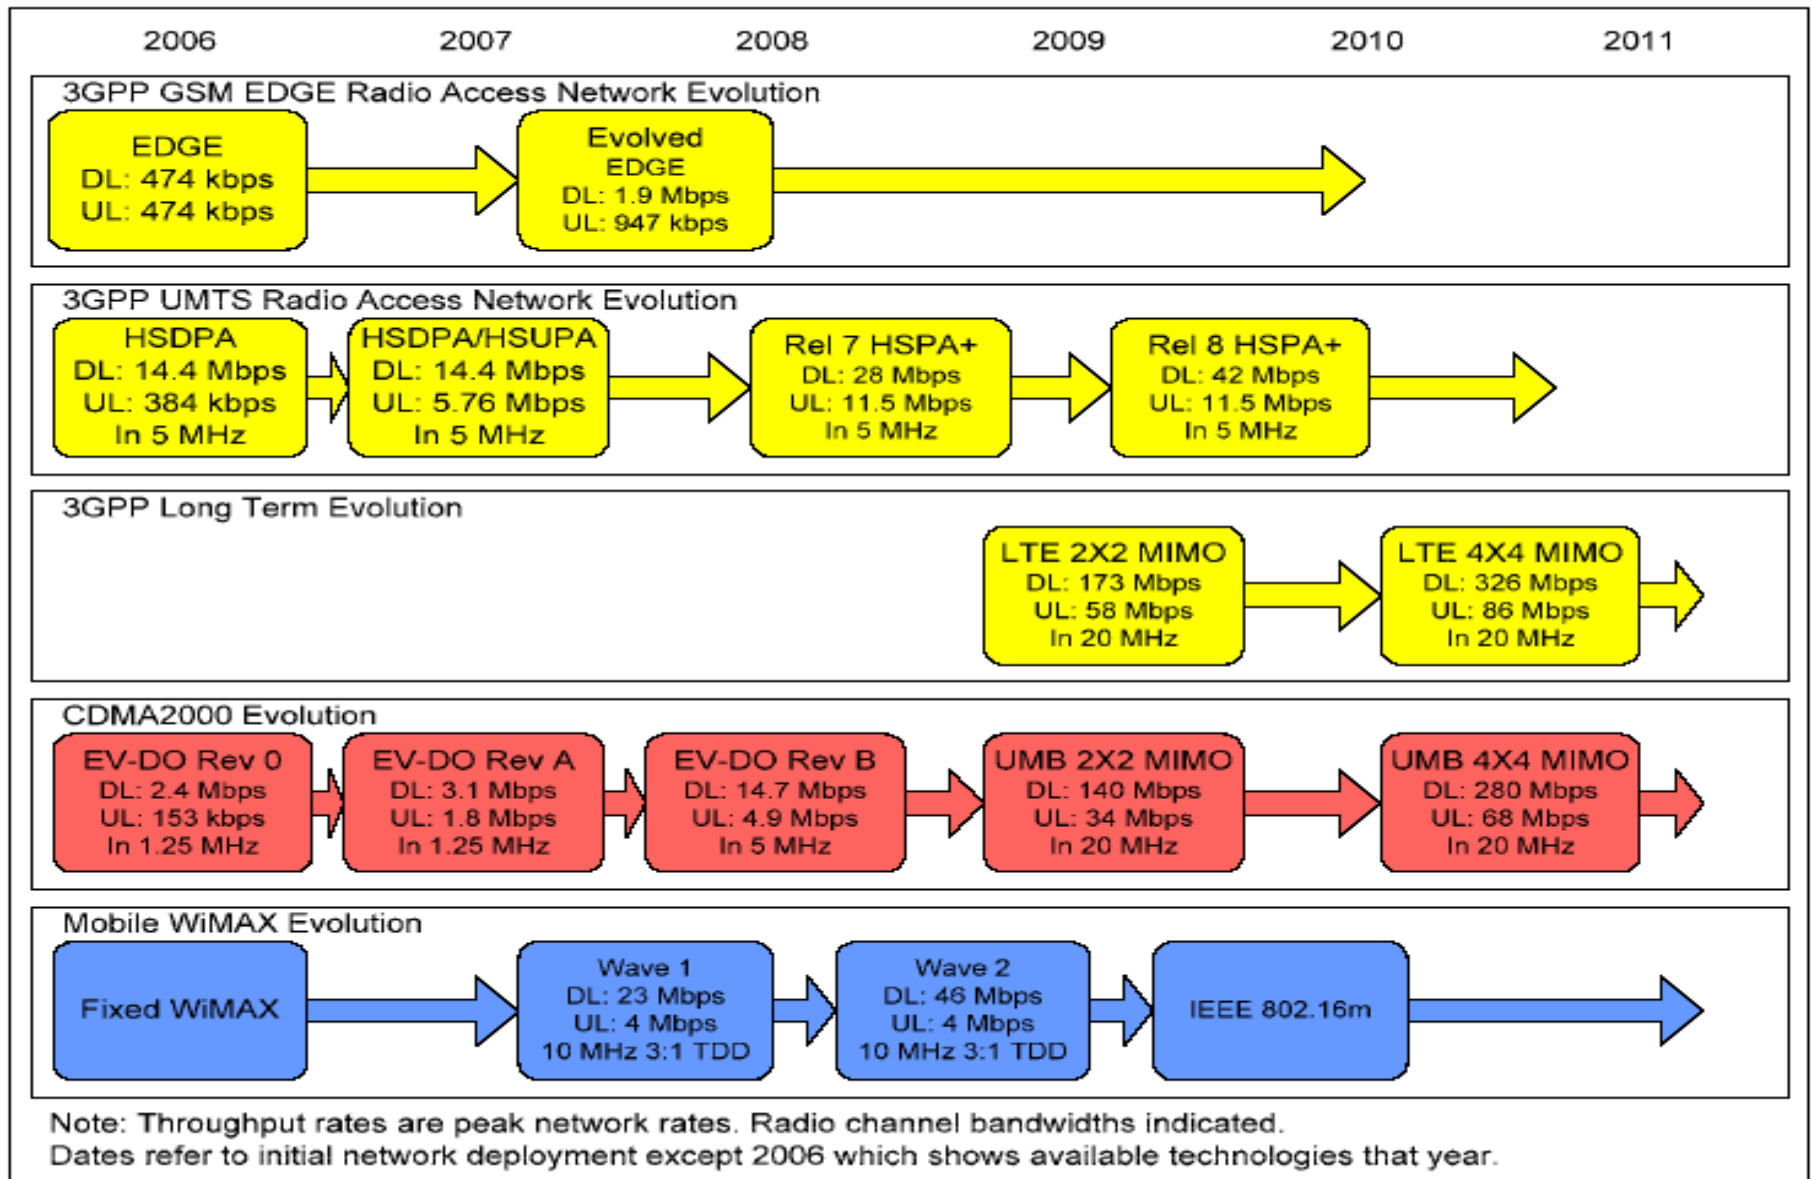 2006 2007 2008 2009 2010 2011
3GPP GSM EDGE Radio Access Network Evolution
EDGE
DL: 474 kbps
UL: 474 kbps
Evolved
EDGE
DL: 1.9 Mbps
UL: 947 kbps
3GPP UMTS Radio Access Network Evolution
HSDPA
DL: 14.4 Mbps
UL: 384 kbps
In 5 MHz
HSDPA/HSUPA
DL: 14.4 Mbps
UL: 5.76 Mbps
In 5 MHz
Rel 7 HSPA+
DL: 28 Mbps
UL: 11.5 Mbps
In 5 MHz
Rel 8 HSPA+
DL: 42 Mbps
UL: 11.5 Mbps
In 5 MHz
3GPP Long Term Evolution
LTE 2X2 MIMO
DL: 173 Mbps
UL: 58 Mbps
In 20 MHz
LTE 4X4 MIMO
DL: 326 Mbps
UL: 86 Mbps
In 20 MHz
CDMA2000 Evolution
EV-DO Rev 0
DL: 2.4 Mbps
UL: 153 kbps
In 1.25 MHz
EV-DO Rev A
DL: 3.1 Mbps
UL: 1.8 Mbps
In 1.25 MHz
EV-DO Rev B
DL: 14.7 Mbps
UL: 4.9 Mbps
In 5 MHz
UMB 2X2 MIMO
DL: 140 Mbps
UL: 34 Mbps
In 20 MHz
UMB 4X4 MIMO
DL: 280 Mbps
UL: 68 Mbps
In 20 MHz
Mobile WiMAX Evolution
Fixed WiMAX
Wave 1
DL: 23 Mbps
UL: 4 Mbps
10 MHz 3:1 TDD
Wave 2
DL: 46 Mbps
UL: 4 Mbps
10 MHz 3:1 TDD
IEEE 802.16m
Note: Throughput rates are peak network rates. Radio channel bandwidths indicated.
Dates refer to initial network deployment except 2006 which shows available technologies that year.